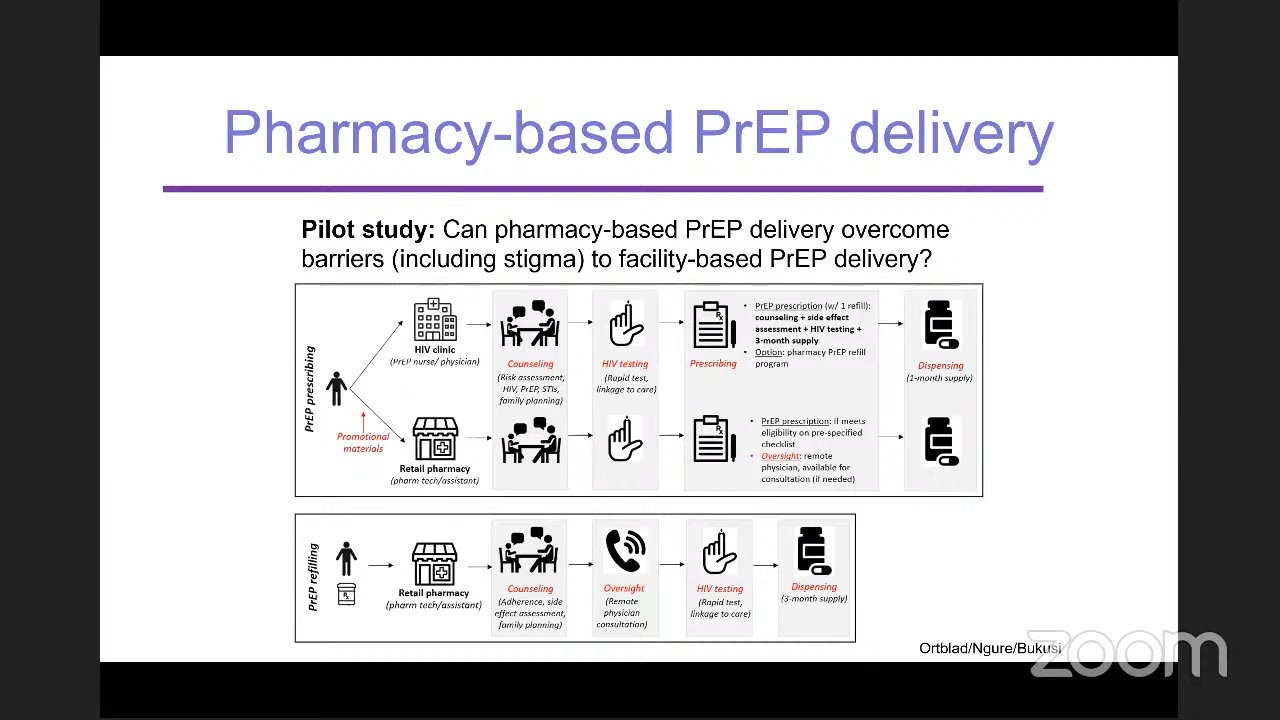 Pharmacy-based PrEP delivery
Pilot study: Can pharmacy-based PrEP delivery overcome
barriers (including stigma) to facility-based PrEP delivery?
PrEP prescribing
HIV clinic
(PrEP nurse/ physician)
Counseling
(Risk assessment,
HIV, PrEP, STIs,
family planning)
HIV testing
(Rapid test,
linkage to care)
Rx
Prescribing
• PrEP prescription (w/ 1 refill):
counseling + side effect
assessment + HIV testing +
3-month supply
• Option: pharmacy PrEP refill
program
Dispensing
(1-month supply)
Promotional
materials
Retail pharmacy
(pharm tech/assistant)
Rx
• PrEP prescription: if meets
eligibility on pre-specified
checklist
• Oversight: remote
physician, available for
consultation (if needed)
PrEP refilling
Rx
Retail pharmacy
(pharm tech/assistant)
Counseling
(Adherence, side
effect assessment,
family planning)
Oversight
(Remote
physician
consultation)
HIV testing
(Rapid test,
linkage to care)
Dispensing
(3-month supply)
Ortblad/Ngure/Bukusi
zoom